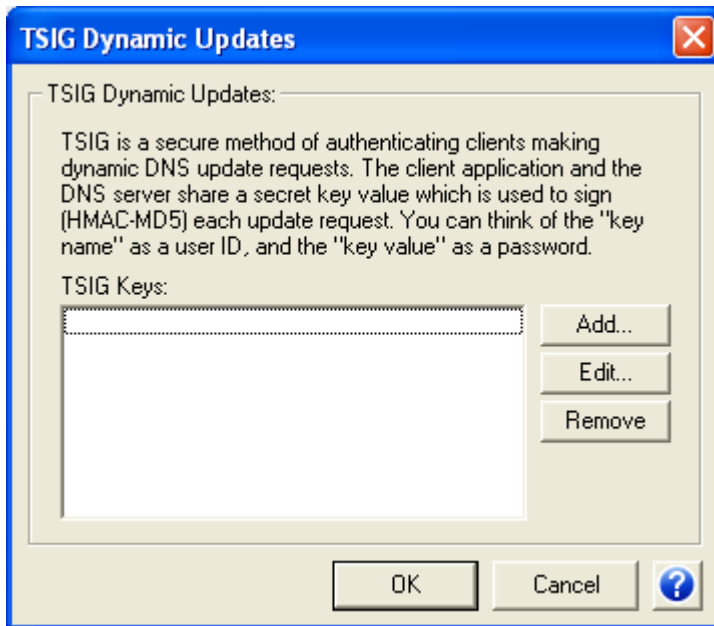 TSIG Dynamic Updates
TSIG Dynamic Updates:
TSIG is a secure method of authenticating clients making
dynamic DNS update requests. The client application and the
DNS server share a secret key value which is used to sign
(HMAC-MD5) each update request. You can think of the "key
name" as a user ID, and the "key value" as a password.
TSIG Keys:
Add...
Edit...
Remove
OK
Cancel
?